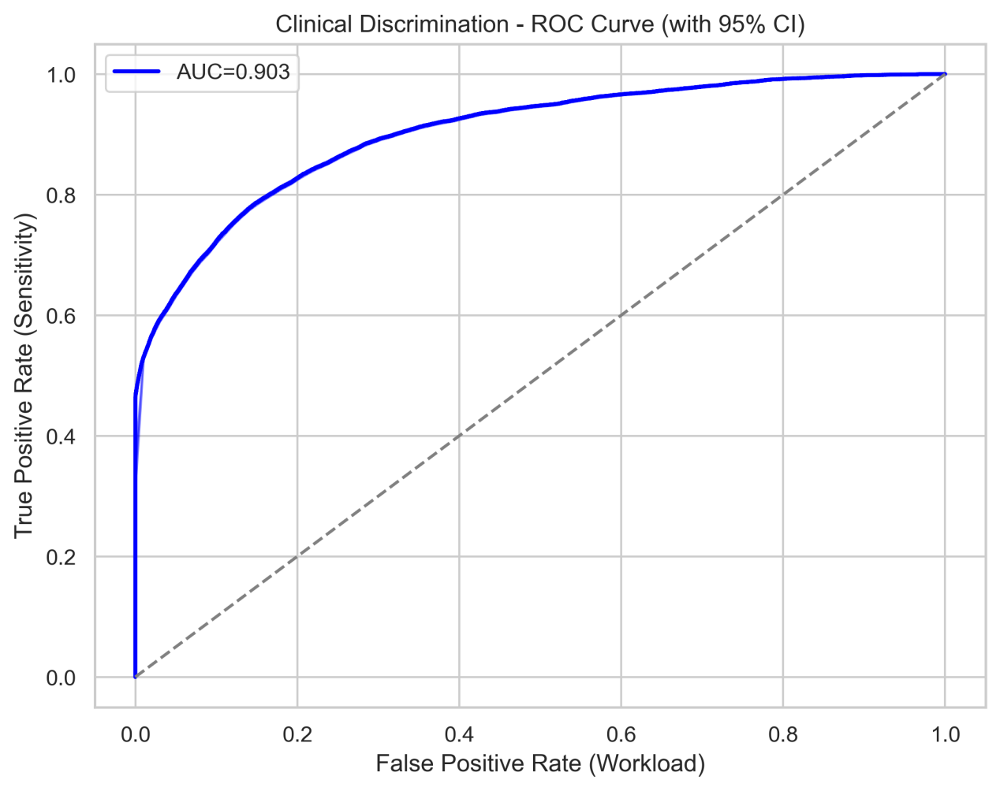 Clinical Discrimination - ROC Curve (with 95% CI)
AUC=0.903
1.0
0.8
0.6
0.4
0.2
0.0
True Positive Rate (Sensitivity)
0.0 0.2 0.4 0.6 0.8 1.0
False Positive Rate (Workload)